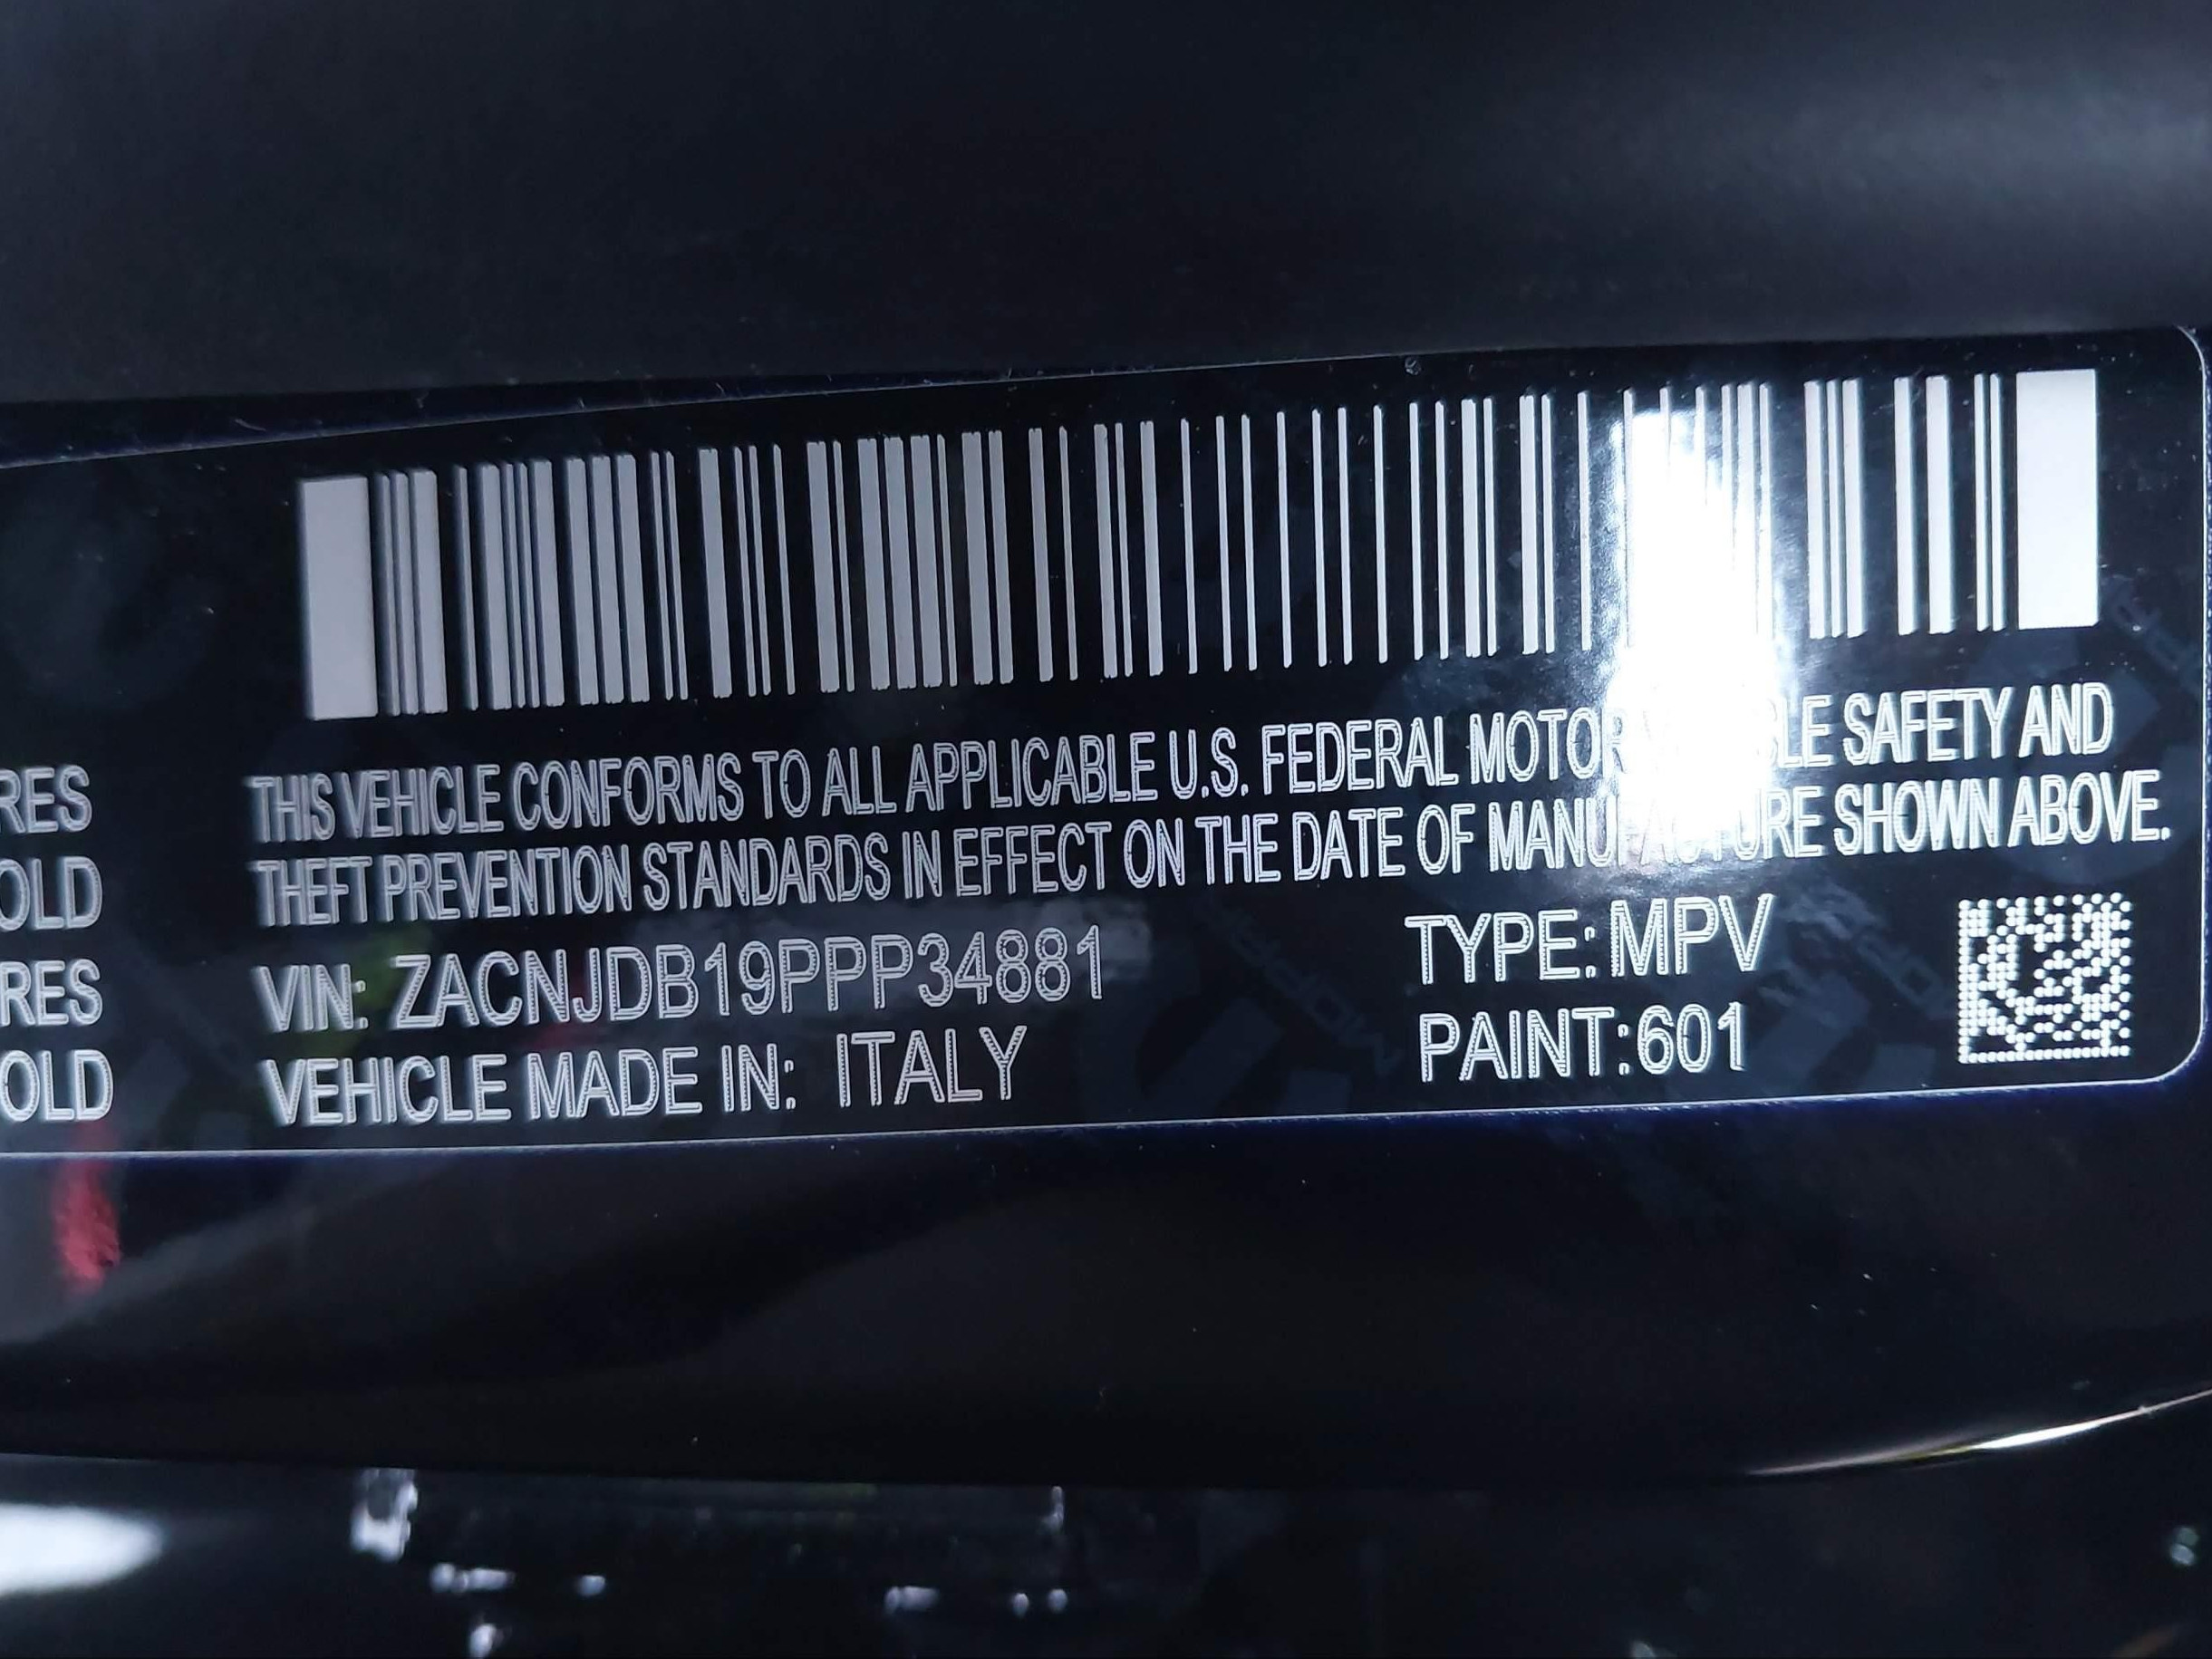 THIS VEHICLE CONFORMS TO ALL APPLICABLE U.S. FEDERAL MOTOR SAFETY AND
THEFT PREVENTION STANDARDS IN EFFECT ON THE DATE OF MANUFACTURE SHOWN ABOVE.
RES
OLD
VIN: ZACNJDB19PPP34881 TYPE: MPV
RES
VEHICLE MADE IN: ITALY PAINT:601
OLD